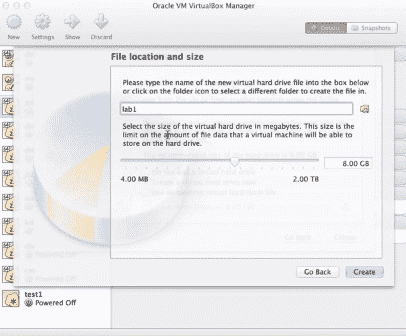 Oracle VM VirtualBox Manager
New Settings Show Discard Details Snapshots
File location and size
Please type the name of the new virtual hard drive file into the box below
or click on the folder icon to select a different folder to create the file in.
lab1
Select the size of the virtual hard drive in megabytes. This size is the
limit on the amount of file data that a virtual machine will be able to
store on the hard drive.
8.00 GB
4.00 MB 2.00 TB
Go Back Create
Go Back Create
test1
Powered Off